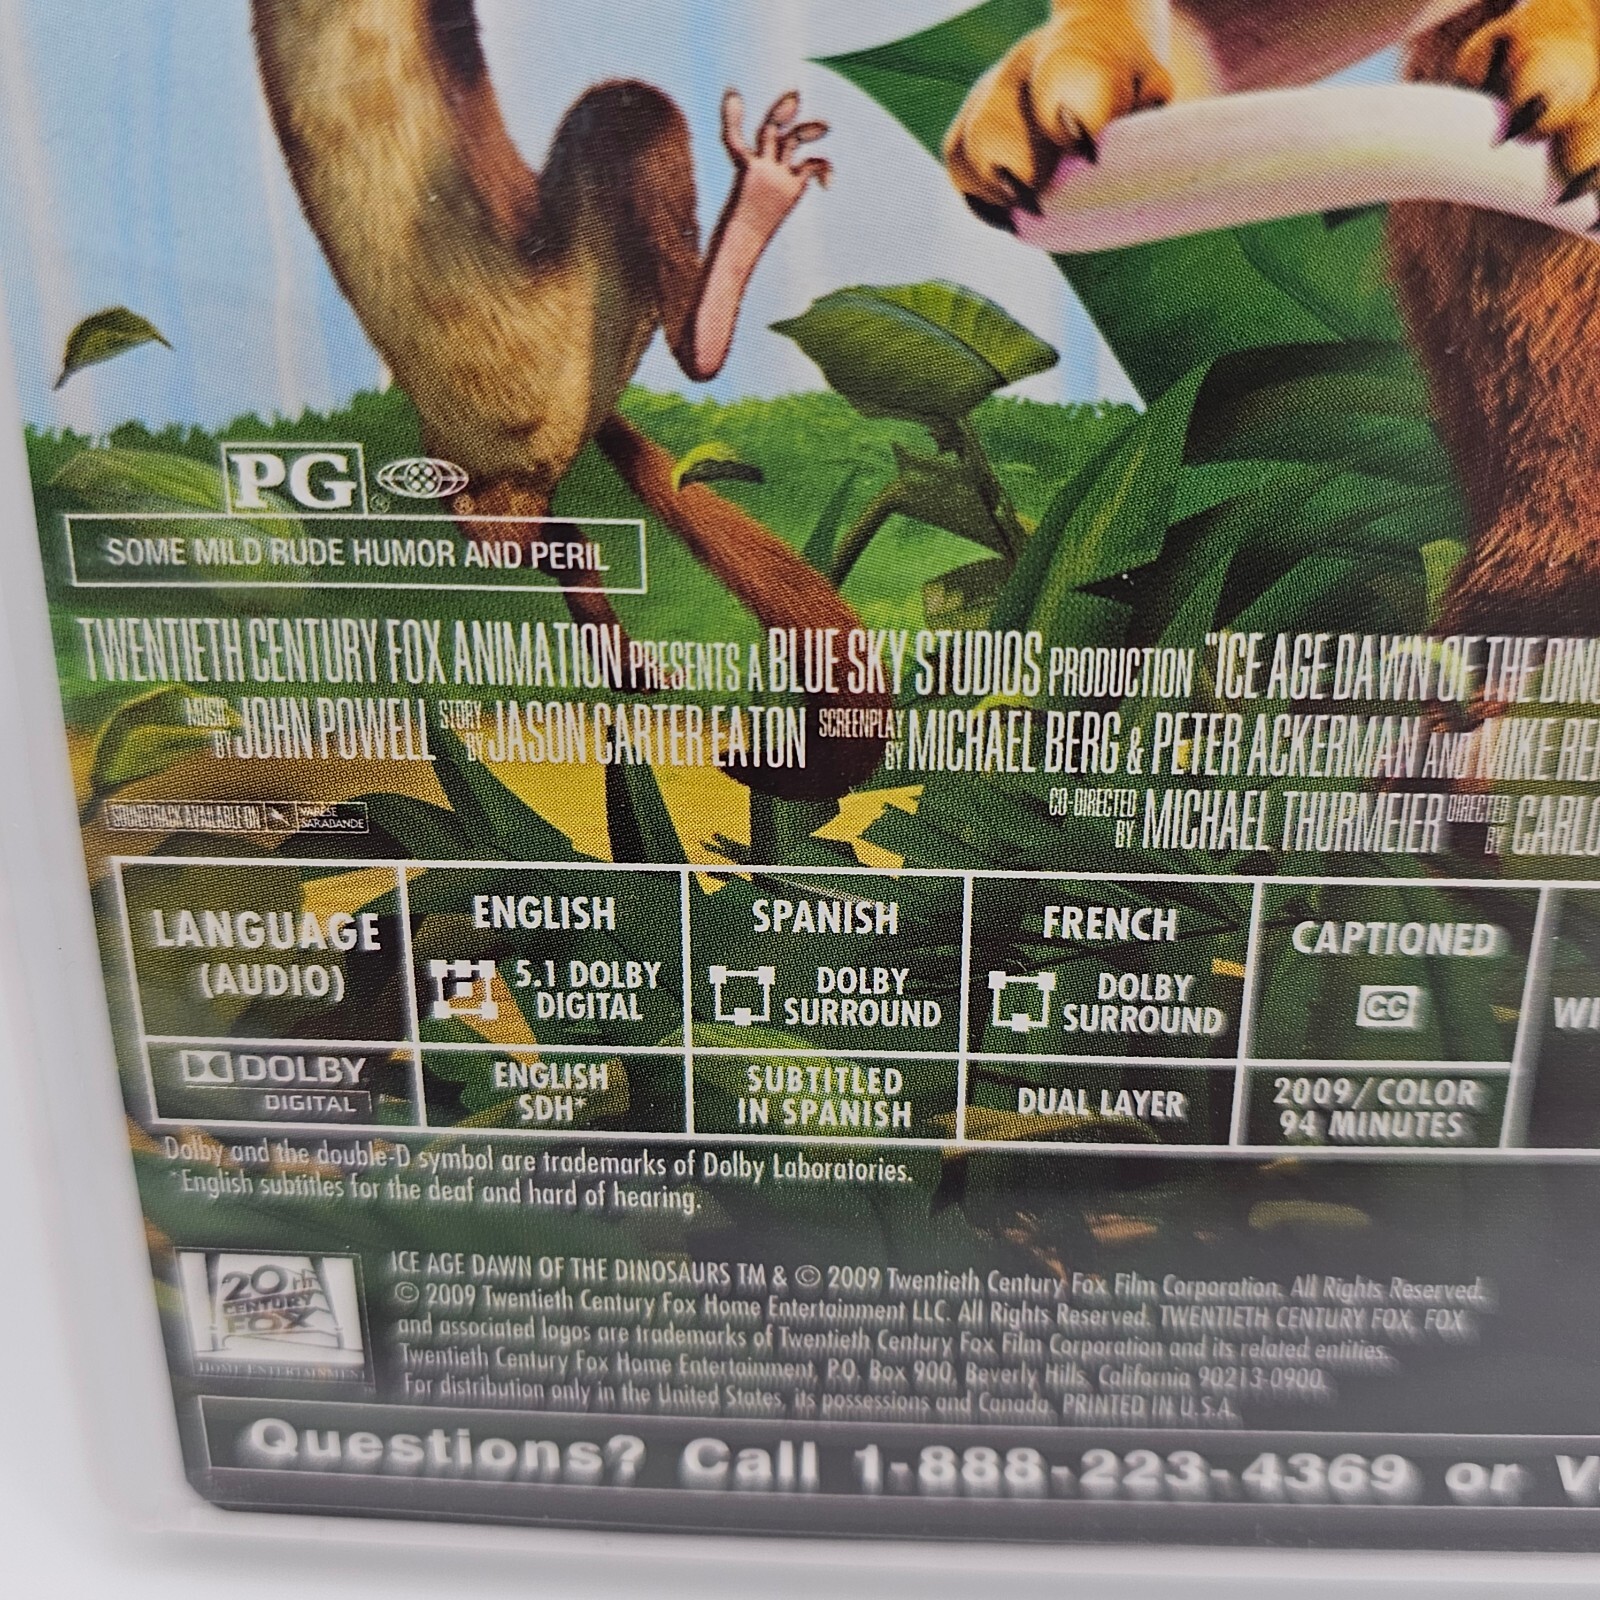 PG
SOME MILD RUDE HUMOR AND PERIL
TWENTIETH CENTURY FOX ANIMATION PRESENTS A BLUE SKY STUDIOS PRODUCTION "ICE AGE DAWN OF THE DINO
MUSIC BY JOHN POWELL STORY BY JASON CARTER EATON SCREENPLAY BY MICHAEL BERG & PETER ACKERMAN AND MIKE RE
CO-DIRECTED BY MICHAEL THURMEIER DIRECTED BY CARLO
SOUNDTRACK AVAILABLE ON VARÈSE SARABANDE
LANGUAGE (AUDIO)
ENGLISH 5.1 DOLBY DIGITAL
SPANISH DOLBY SURROUND
FRENCH DOLBY SURROUND
CAPTIONED CC
WI
DOLBY DIGITAL
ENGLISH SDH*
SUBTITLED IN SPANISH
DUAL LAYER
2009/COLOR 94 MINUTES
Dolby and the double-D symbol are trademarks of Dolby Laboratories.
*English subtitles for the deaf and hard of hearing.
20TH CENTURY FOX HOME ENTERTAINMENT
ICE AGE DAWN OF THE DINOSAURS TM & © 2009 Twentieth Century Fox Film Corporation. All Rights Reserved.
© 2009 Twentieth Century Fox Home Entertainment LLC. All Rights Reserved. TWENTIETH CENTURY FOX, FOX
and associated logos are trademarks of Twentieth Century Fox Film Corporation and its related entities.
Twentieth Century Fox Home Entertainment, P.O. Box 900, Beverly Hills, California 90213-0900.
For distribution only in the United States, its possessions and Canada. PRINTED IN U.S.A.
Questions? Call 1-888-223-4369 or V